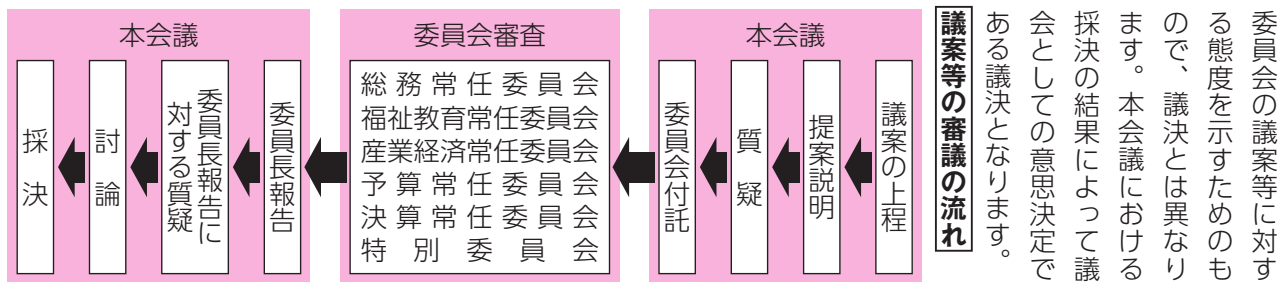 委員会の議案等に対す
る態度を示すためのも
ので、議決とは異なり
ます。本会議における
採決の結果によって議
会としての意思決定で
ある議決となります。
議案等の審議の流れ
本会議
議案の上程
提案説明
質疑
委員会付託
委員会審査
総務常任委員会
福祉教育常任委員会
産業経済常任委員会
予算常任委員会
決算常任委員会
特別委員会
本会議
委員長報告
委員長報告に
対する質疑
討論
採決